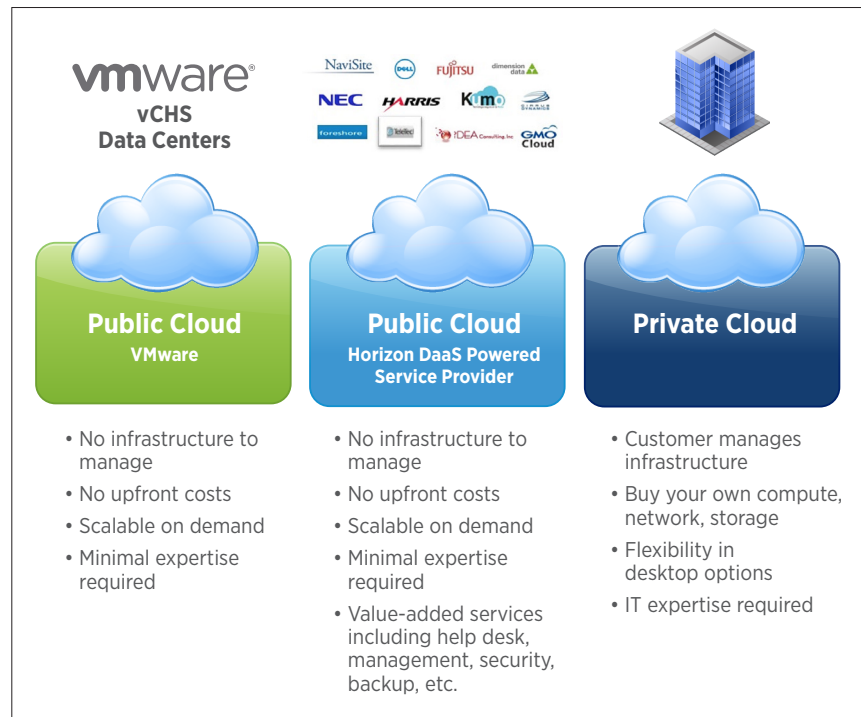 vmware®
vCHS
Data Centers
NaviSite
DELL
FUJITSU
dimension
data
NEC
HARRIS
Kumo
foreshore
TeleTech
IDEA Consulting, Inc
GMO
Cloud
Public Cloud
VMware
• No infrastructure to
manage
• No upfront costs
• Scalable on demand
• Minimal expertise
required
Public Cloud
Horizon DaaS Powered
Service Provider
• No infrastructure to
manage
• No upfront costs
• Scalable on demand
• Minimal expertise
required
• Value-added services
including help desk,
management, security,
backup, etc.
Private Cloud
• Customer manages
infrastructure
• Buy your own compute,
network, storage
• Flexibility in
desktop options
• IT expertise required